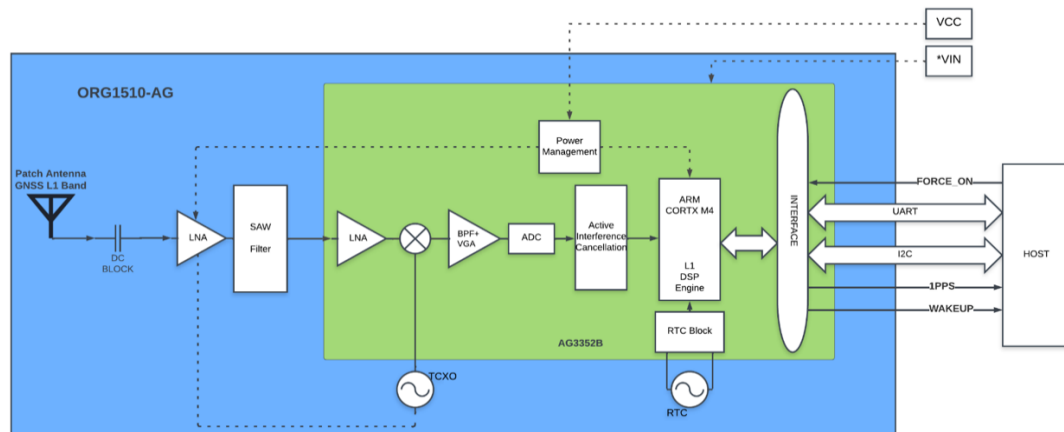 VCC
*VIN
ORG1510-AG
Power
Management
Patch Antenna
GNSS L1 Band
DC
BLOCK
LNA
SAW
Filter
LNA
BPF+
VGA
ADC
Active
Interference
Cancellation
ARM
CORTX M4
L1
DSP
Engine
RTC Block
INTERFACE
AG3352B
TCXO
RTC
FORCE_ON
UART
I2C
1PPS
WAKEUP
HOST